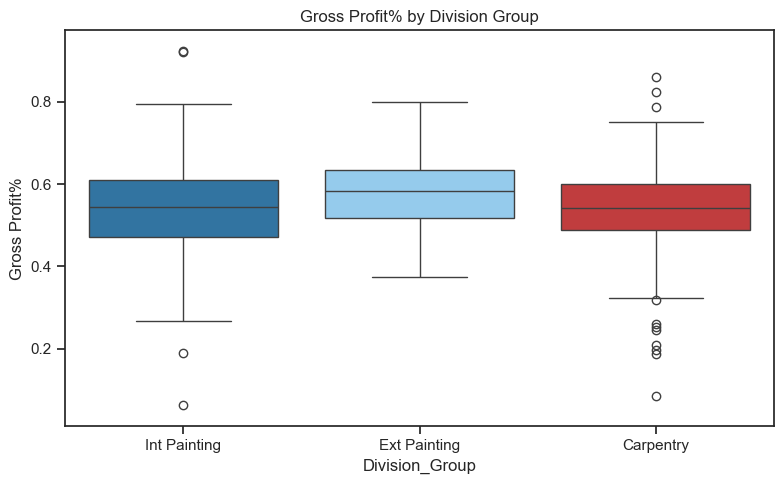 Gross Profit% by Division Group
Gross Profit%
0.8
0.6
0.4
0.2
Int Painting
Ext Painting
Carpentry
Division_Group